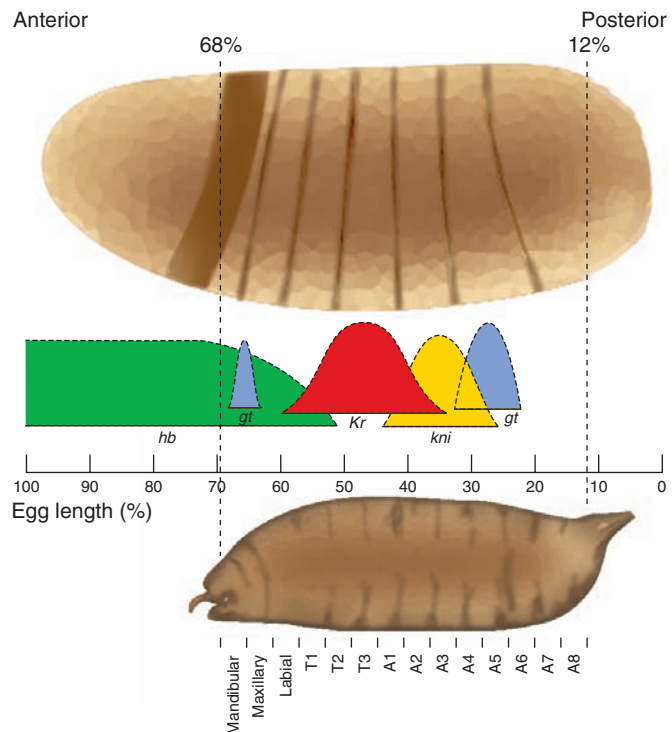 Anterior Posterior
68% 12%
gt Kr gt
hb kni
100 90 80 70 60 50 40 30 20 10 0
Egg length (%)
Mandibular Maxillary Labial T1 T2 T3 A1 A2 A3 A4 A5 A6 A7 A8